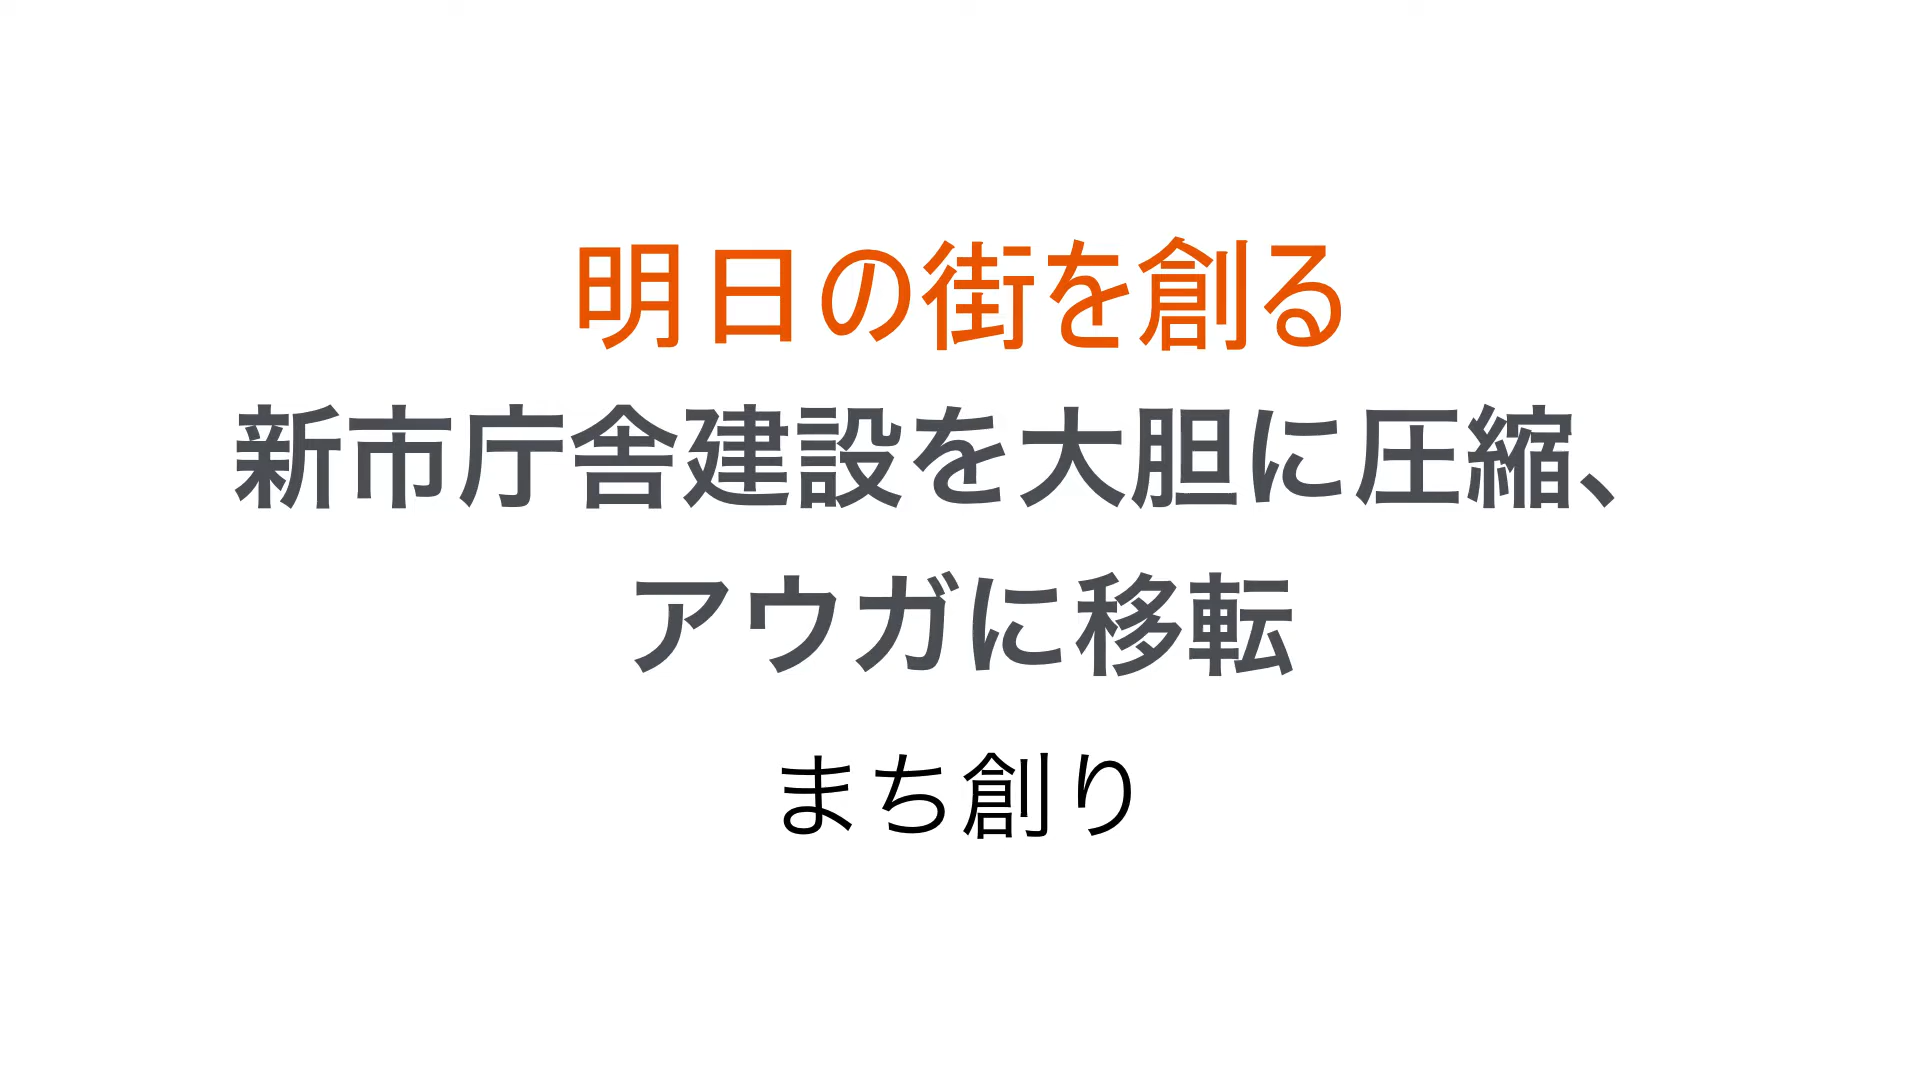 明日の街を創る
新市庁舎建設を大胆に圧縮、
アウガに移転
まち創り